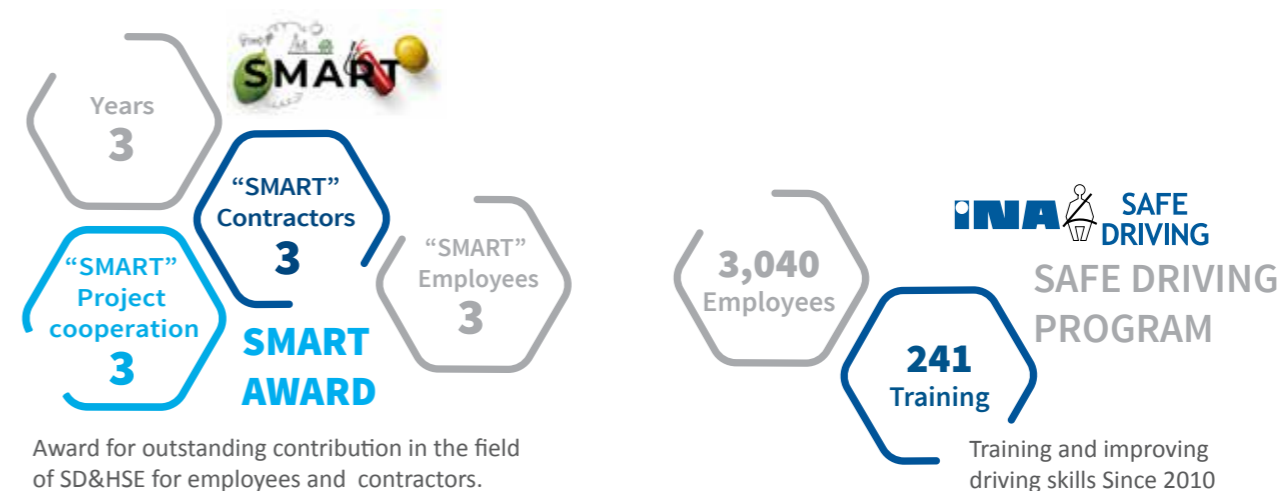 SMART
Years
3
“SMART”
Contractors
3
“SMART”
Employees
3
“SMART”
Project
cooperation
3
SMART
AWARD
Award for outstanding contribution in the field
of SD&HSE for employees and contractors.
INA SAFE
DRIVING
SAFE DRIVING
PROGRAM
3,040
Employees
241
Training
Training and improving
driving skills Since 2010